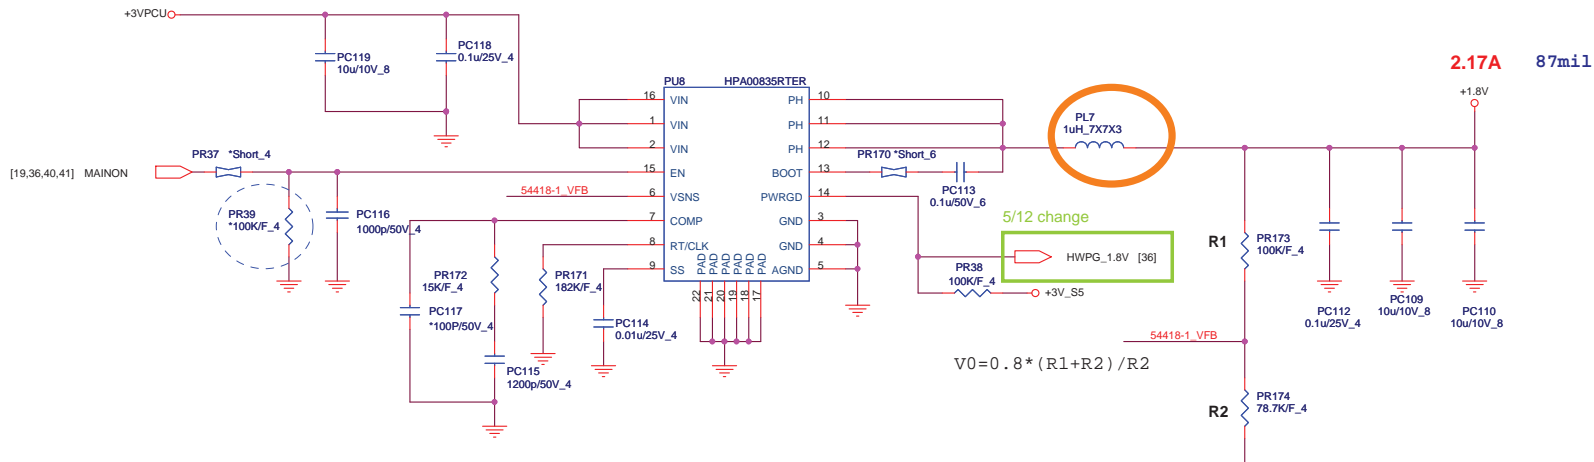 +3VPCU
PC119
10u/10V_8
PC118
0.1u/25V_4
2.17A 87mil
+1.8V
PU8 HPA00835RTER
16 VIN
1 VIN
2 VIN
15 EN
6 VSNS
7 COMP
8 RT/CLK
9 SS
PH 10
PH 11
PH 12
BOOT 13
PWRGD 14
GND 3
GND 4
AGND 5
PAD PAD PAD PAD PAD PAD
22 21 20 19 18 17
PL7
1uH_7X7X3
PR37 *Short_4
[19,36,40,41] MAINON
PR39
*100K/F_4
PC116
1000p/50V_4
54418-1_VFB
PR170 *Short_6
PC113
0.1u/50V_6
5/12 change
HWPG_1.8V [36]
PR38
100K/F_4
+3V_S5
PR172
15K/F_4
PR171
182K/F_4
PC117
*100P/50V_4
PC114
0.01u/25V_4
PC115
1200p/50V_4
R1
PR173
100K/F_4
PC112
0.1u/25V_4
PC109
10u/10V_8
PC110
10u/10V_8
54418-1_VFB
V0=0.8*(R1+R2)/R2
R2
PR174
78.7K/F_4